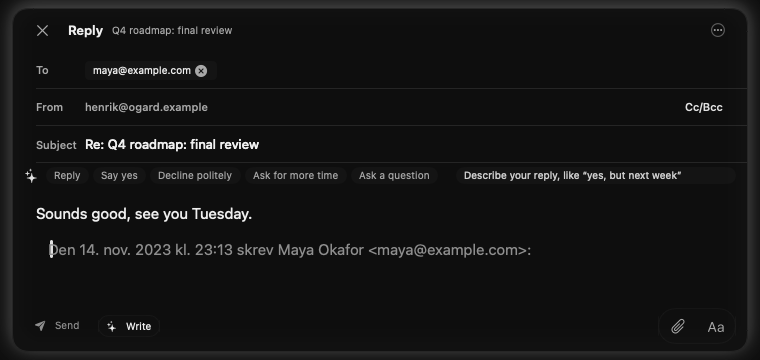 Reply Q4 roadmap: final review
To maya@example.com
From henrik@ogard.example Cc/Bcc
Subject Re: Q4 roadmap: final review
Reply Say yes Decline politely Ask for more time Ask a question Describe your reply, like “yes, but next week”
Sounds good, see you Tuesday.
Den 14. nov. 2023 kl. 23:13 skrev Maya Okafor <maya@example.com>:
Send Write Aa